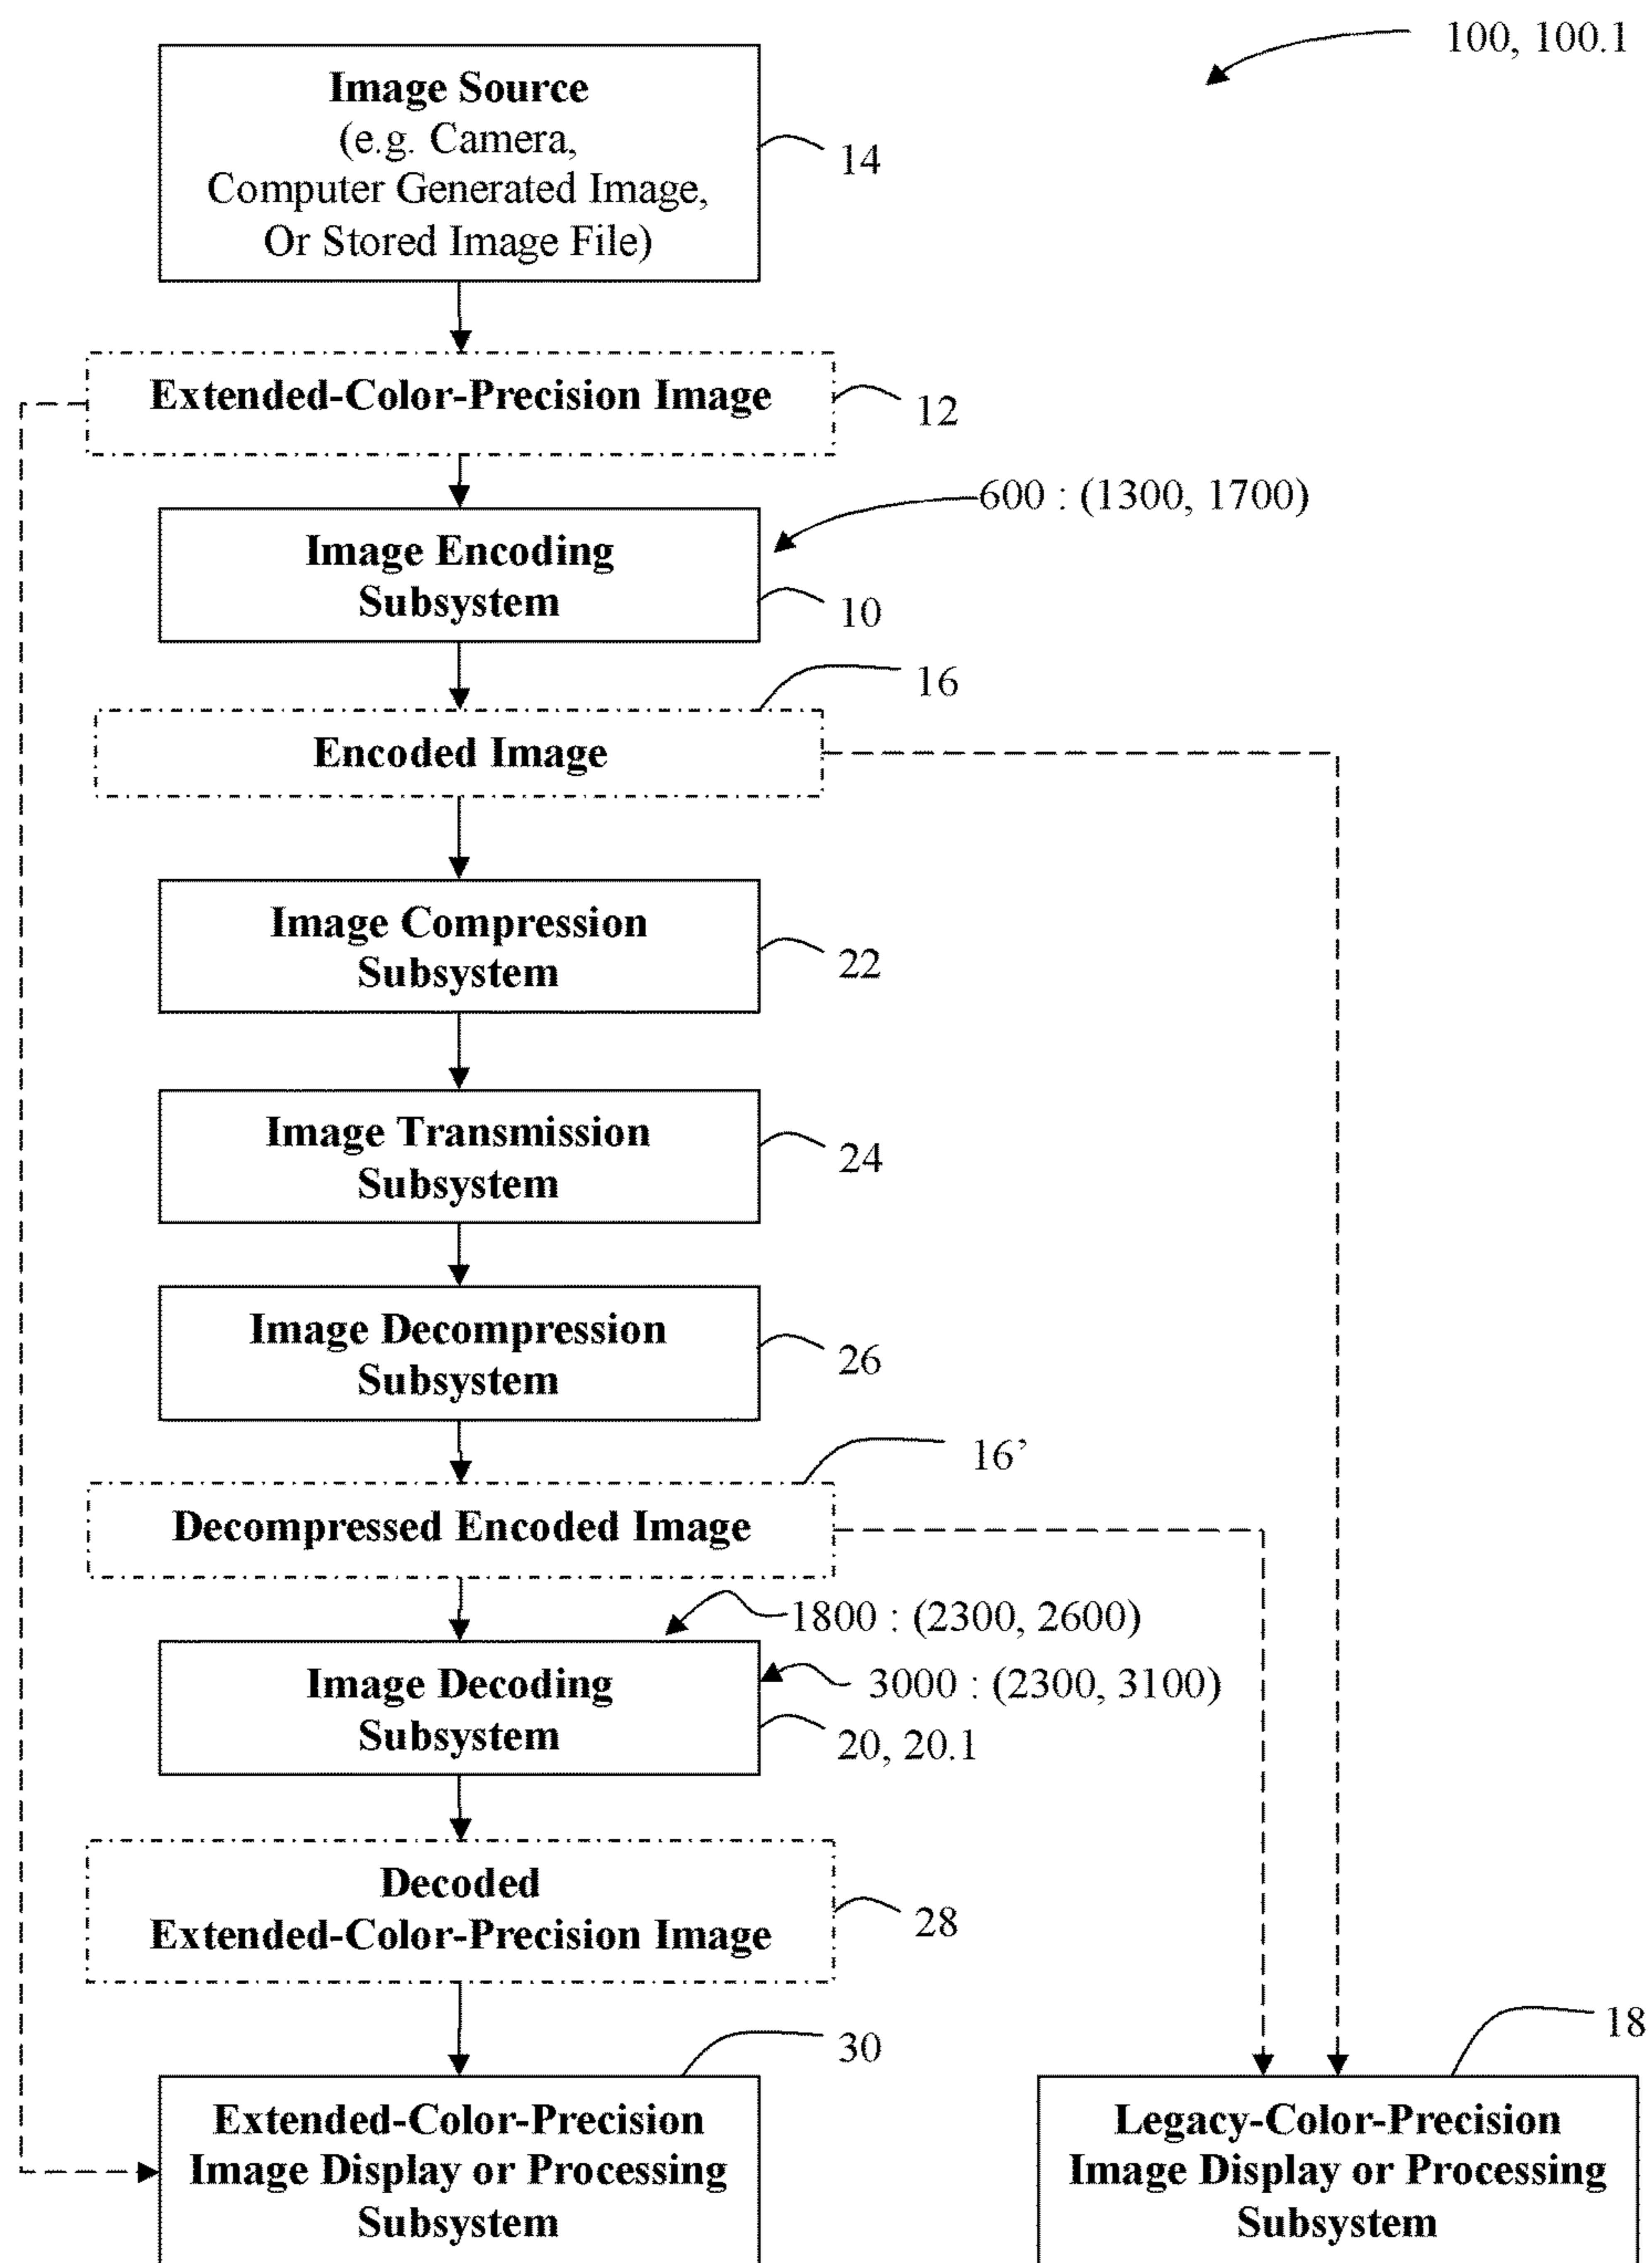 100, 100.1
Image Source
(e.g. Camera,
Computer Generated Image,
Or Stored Image File)
14
Extended-Color-Precision Image
12
600 : (1300, 1700)
Image Encoding
Subsystem
10
16
Encoded Image
Image Compression
Subsystem
22
Image Transmission
Subsystem
24
Image Decompression
Subsystem
26
16’
Decompressed Encoded Image
1800 : (2300, 2600)
3000 : (2300, 3100)
Image Decoding
Subsystem
20, 20.1
Decoded
Extended-Color-Precision Image
28
30
18
Extended-Color-Precision
Image Display or Processing
Subsystem
Legacy-Color-Precision
Image Display or Processing
Subsystem